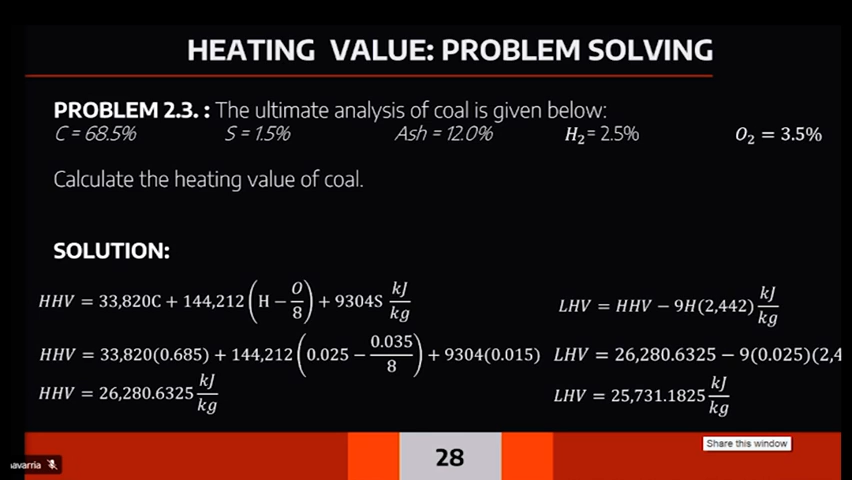 HEATING VALUE: PROBLEM SOLVING
PROBLEM 2.3. : The ultimate analysis of coal is given below:
C = 68.5% S = 1.5% Ash = 12.0% H₂ = 2.5% O₂ = 3.5%
Calculate the heating value of coal.
SOLUTION:
HHV = 33,820C + 144,212 (H − O/8) + 9304S kJ/kg
LHV = HHV − 9H(2,442) kJ/kg
HHV = 33,820(0.685) + 144,212 (0.025 − 0.035/8) + 9304(0.015)
LHV = 26,280.6325 − 9(0.025)(2,4
HHV = 26,280.6325 kJ/kg
LHV = 25,731.1825 kJ/kg
Share this window
28
avarria